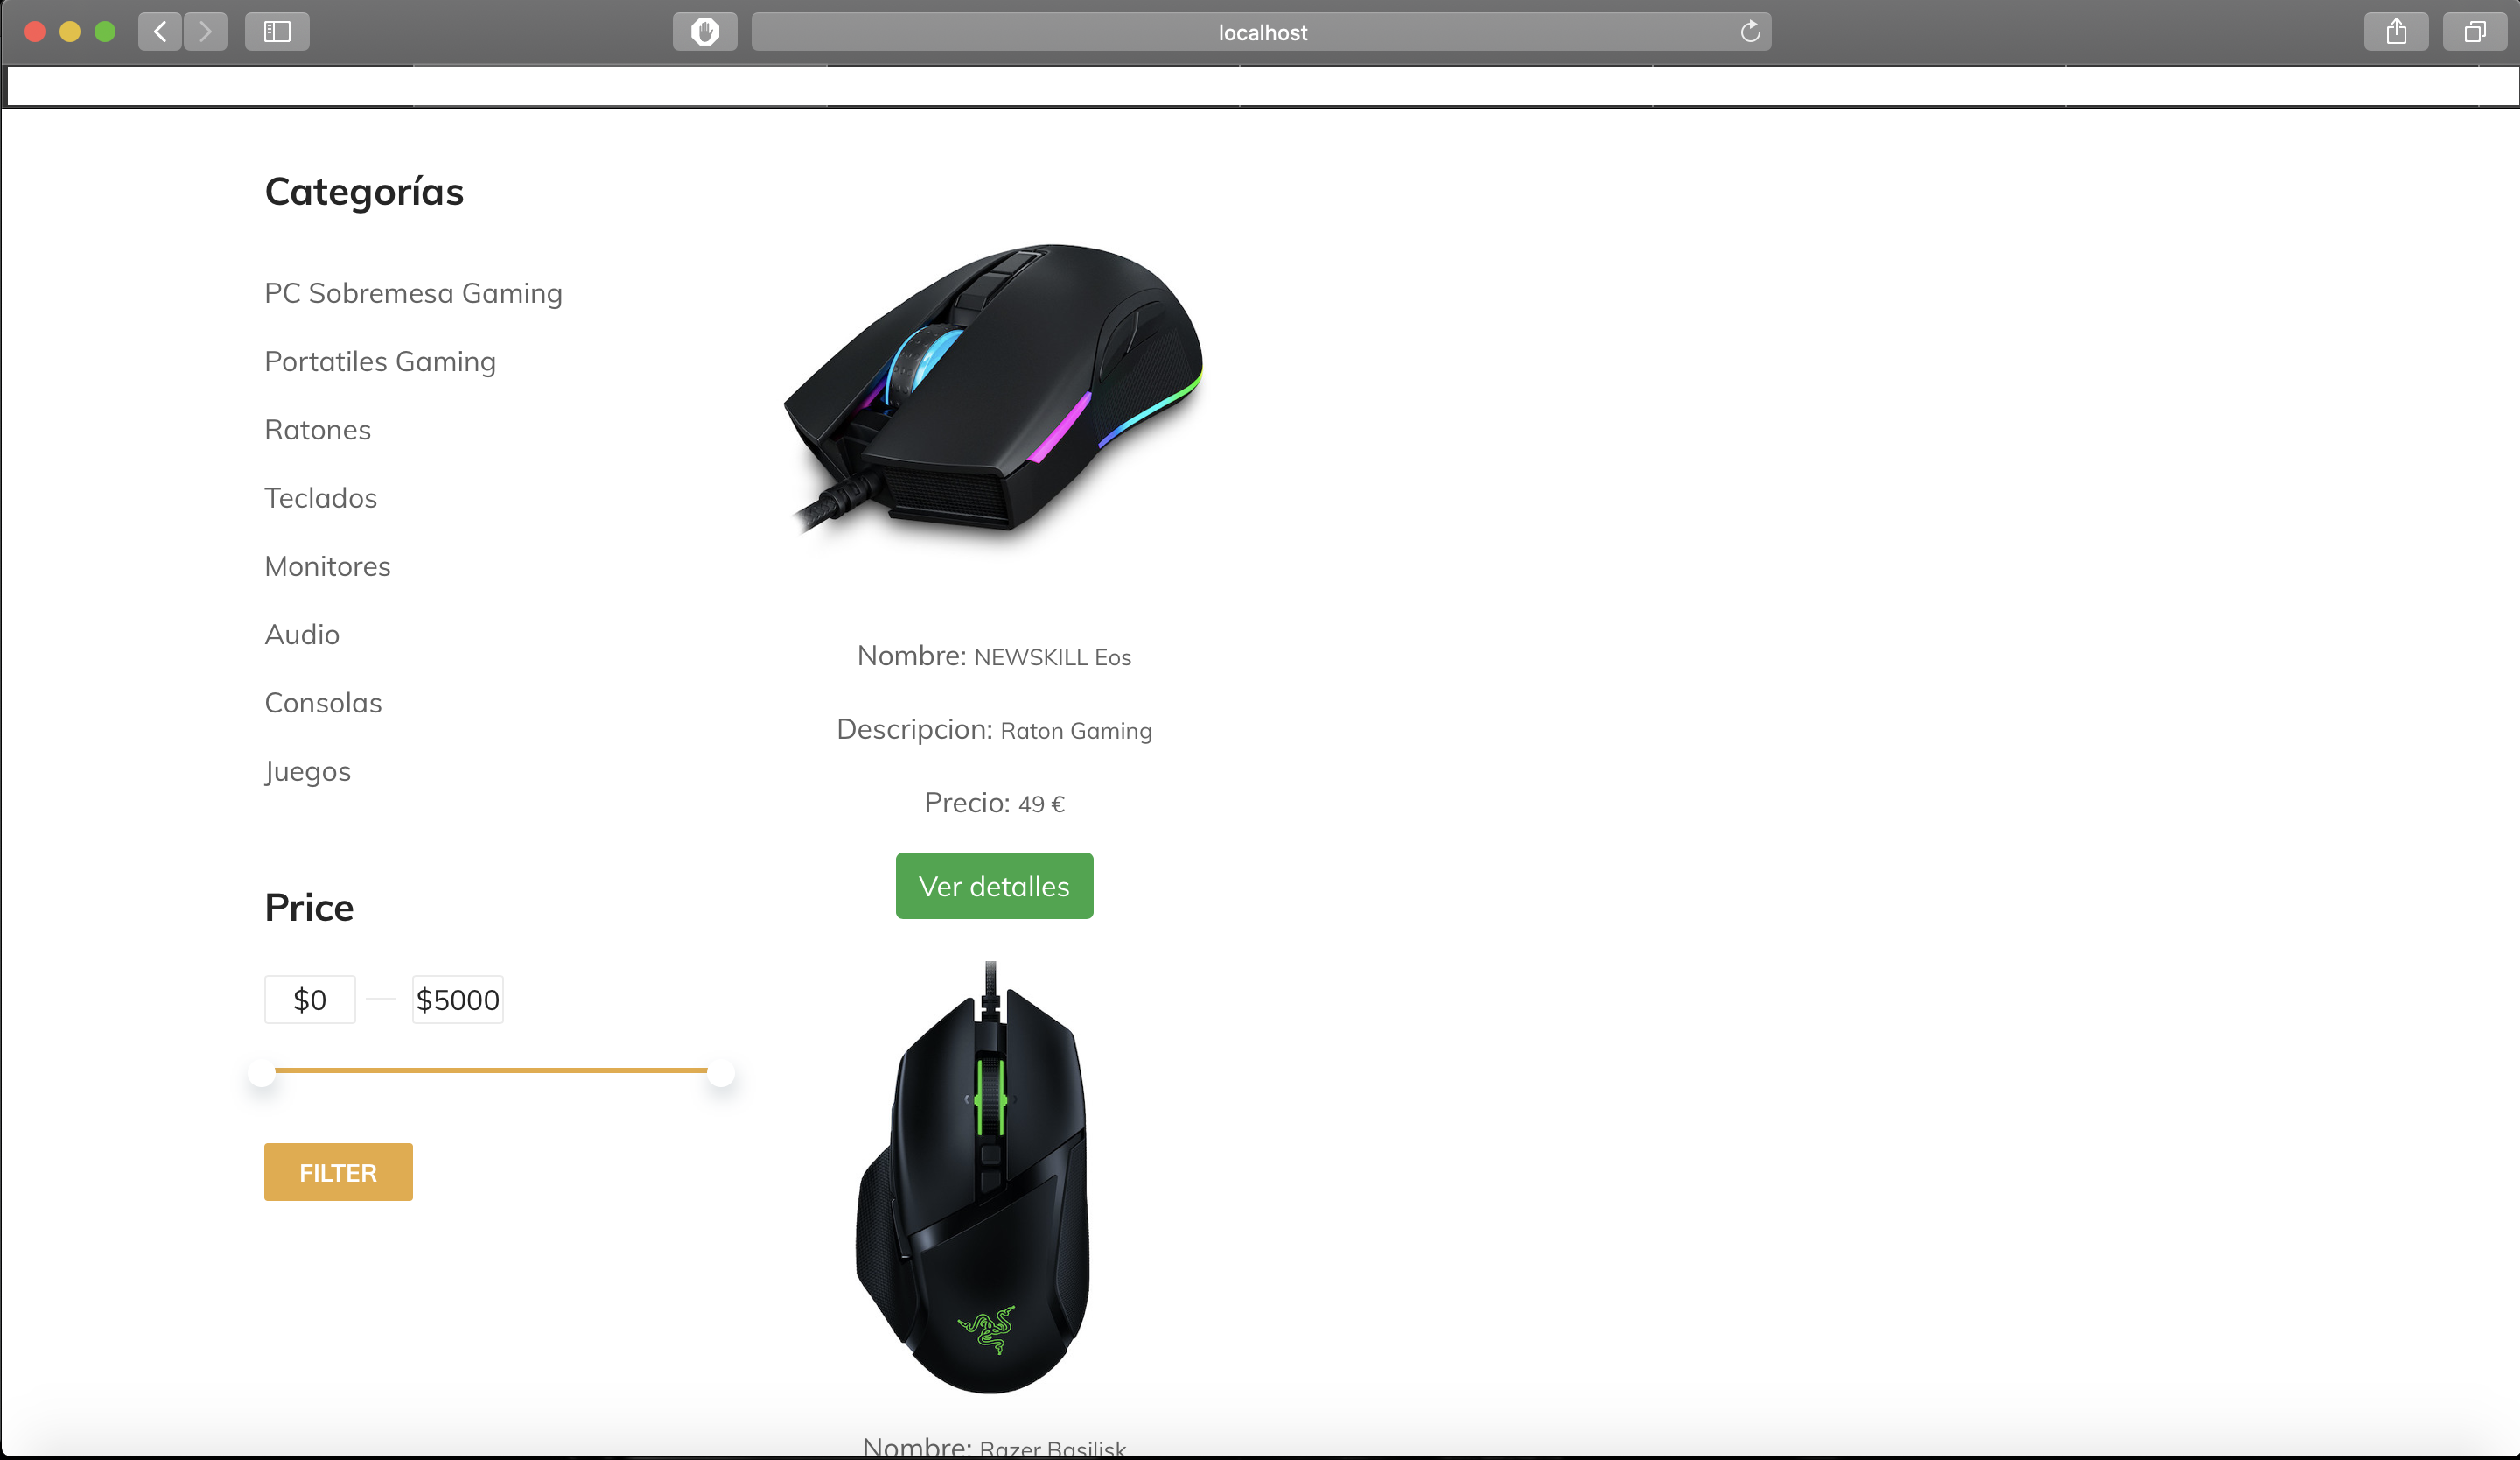 localhost
Categorías
PC Sobremesa Gaming
Portatiles Gaming
Ratones
Teclados
Monitores
Audio
Consolas
Juegos
Price
$0 — $5000
FILTER
Nombre: NEWSKILL Eos
Descripcion: Raton Gaming
Precio: 49 €
Ver detalles
Nombre: Razer Basilisk